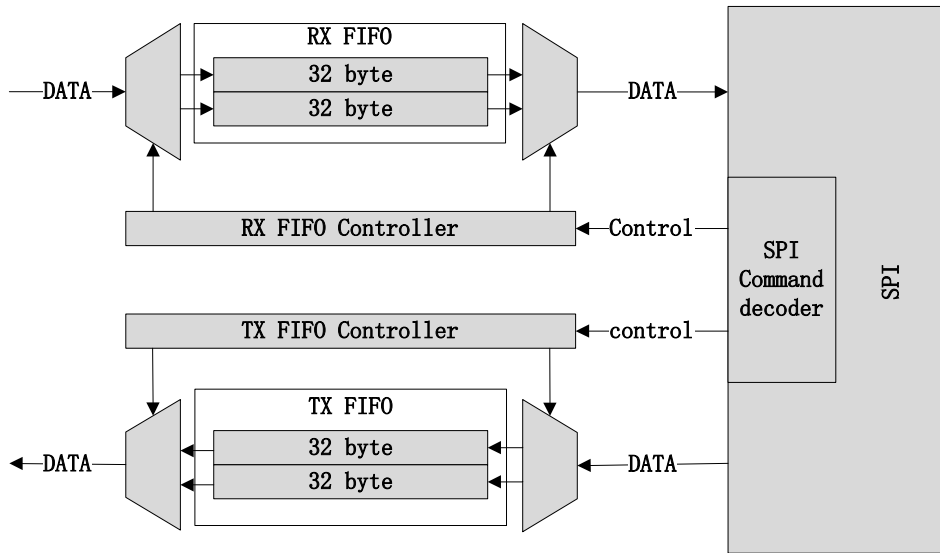 RX FIFO
32 byte
32 byte
DATA
DATA
RX FIFO Controller
Control
SPI
Command
decoder
SPI
TX FIFO Controller
control
TX FIFO
32 byte
32 byte
DATA
DATA